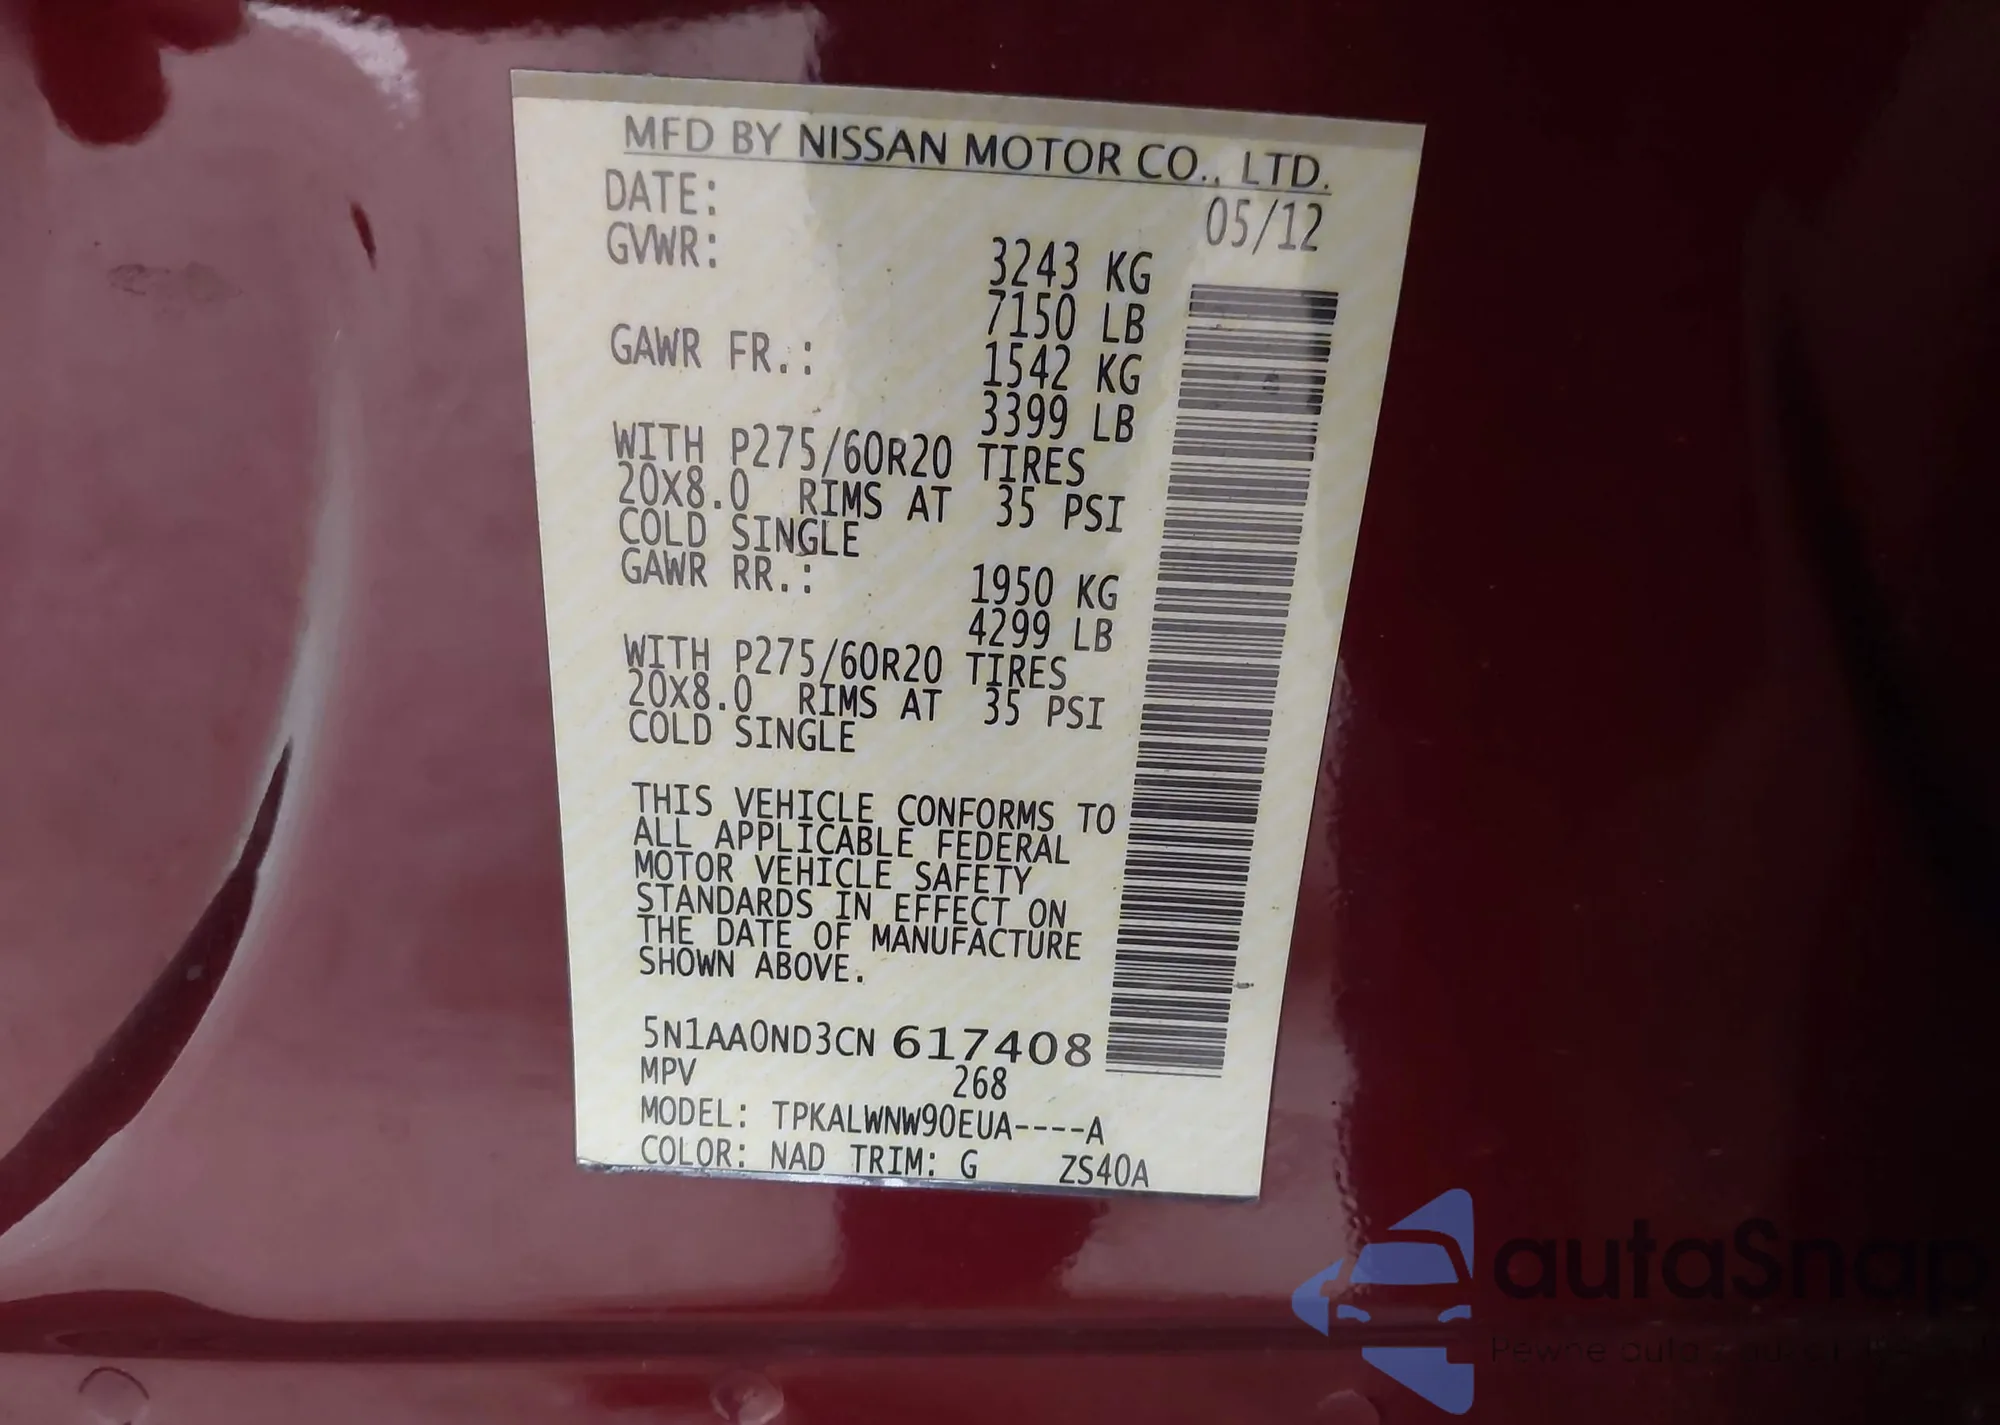 MFD BY NISSAN MOTOR CO., LTD.
DATE: 05/12
GVWR: 3243 KG
7150 LB
GAWR FR.: 1542 KG
3399 LB
WITH P275/60R20 TIRES
20X8.0 RIMS AT 35 PSI
COLD SINGLE
GAWR RR.: 1950 KG
4299 LB
WITH P275/60R20 TIRES
20X8.0 RIMS AT 35 PSI
COLD SINGLE
THIS VEHICLE CONFORMS TO
ALL APPLICABLE FEDERAL
MOTOR VEHICLE SAFETY
STANDARDS IN EFFECT ON
THE DATE OF MANUFACTURE
SHOWN ABOVE.
5N1AA0ND3CN 617408
MPV 268
MODEL: TPKALWNW90EUA----A
COLOR: NAD TRIM: G ZS40A
autaSnap
Pewne auto z